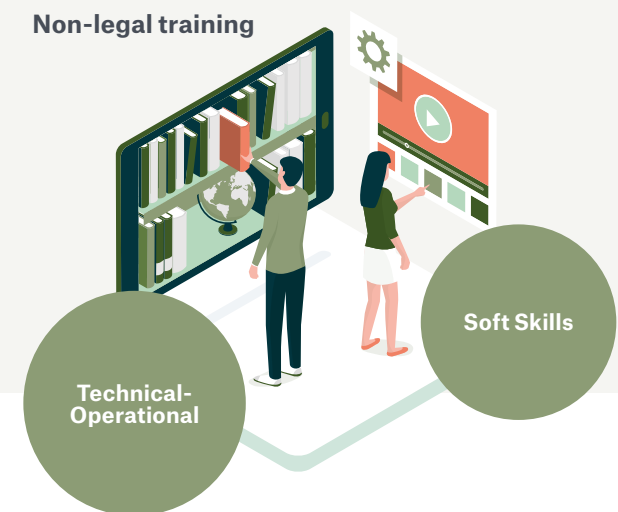 Non-legal training
Soft Skills
Technical-
Operational